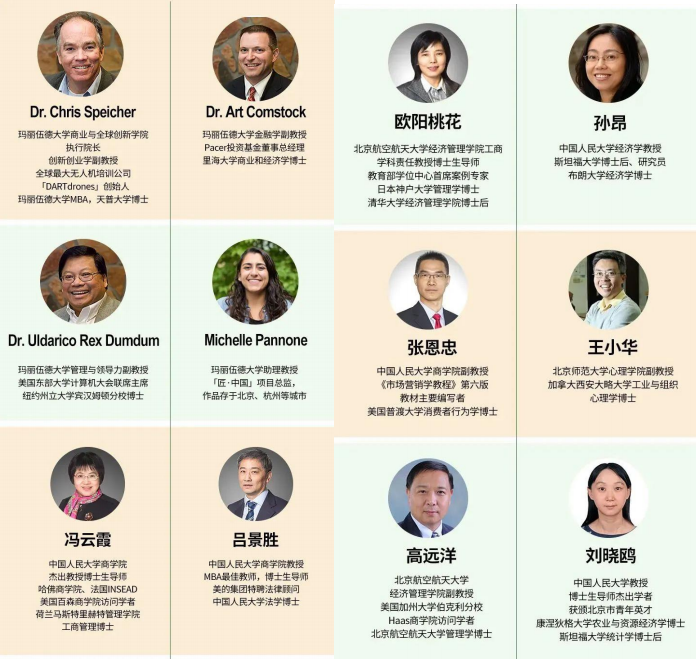 Dr. Chris Speicher
玛丽伍德大学商业与全球创新学院
执行院长
创新创业学副教授
全球最大无人机培训公司
「DARTdrones」创始人
玛丽伍德大学MBA，天普大学博士
Dr. Art Comstock
玛丽伍德大学金融学副教授
Pacer投资基金董事总经理
里海大学商业和经济学博士
欧阳桃花
北京航空航天大学经济管理学院工商
学科责任教授博士生导师
教育部学位中心首席案例专家
日本神户大学管理学博士
清华大学经济管理学院博士后
孙昂
中国人民大学经济学教授
斯坦福大学博士后、研究员
布朗大学经济学博士
Dr. Uldarico Rex Dumdum
玛丽伍德大学管理与领导力副教授
美国东部大学计算机大会联席主席
纽约州立大学宾汉姆顿分校博士
Michelle Pannone
玛丽伍德大学助理教授
「匠·中国」项目总监，
作品存于北京、杭州等城市
张恩忠
中国人民大学商学院副教授
《市场营销学教程》第六版
教材主要编写者
美国普渡大学消费者行为学博士
王小华
北京师范大学心理学院副教授
加拿大西安大略大学工业与组织
心理学博士
冯云霞
中国人民大学商学院
杰出教授博士生导师
哈佛商学院、法国INSEAD
美国百森商学院访问学者
荷兰马斯特里赫特管理学院
工商管理博士
吕景胜
中国人民大学商学院教授
MBA最佳教师，博士生导师
美的集团特聘法律顾问
中国人民大学法学博士
高远洋
北京航空航天大学
经济管理学院副教授
美国加州大学伯克利分校
Haas商学院访问学者
北京航空航天大学管理学博士
刘晓鸥
中国人民大学教授
博士生导师杰出学者
获颁北京市青年英才
康涅狄格大学农业与资源经济学博士
斯坦福大学统计学博士后